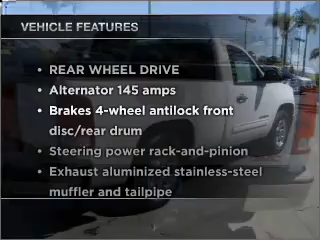 VEHICLE FEATURES
• REAR WHEEL DRIVE
• Alternator 145 amps
• Brakes 4-wheel antilock front
disc/rear drum
• Steering power rack-and-pinion
• Exhaust aluminized stainless-steel
muffler and tailpipe